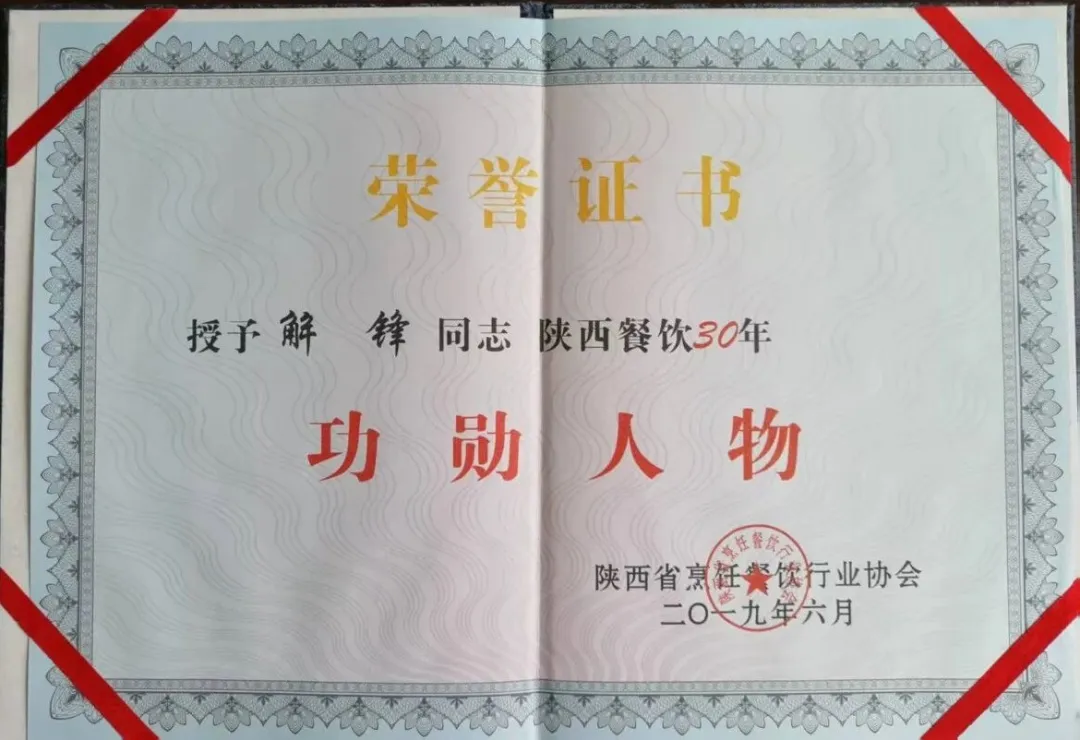 荣誉证书
授予 解 锋 同志 陕西餐饮30年
功勋人物
陕西省烹饪餐饮行业协会
二〇一九年六月